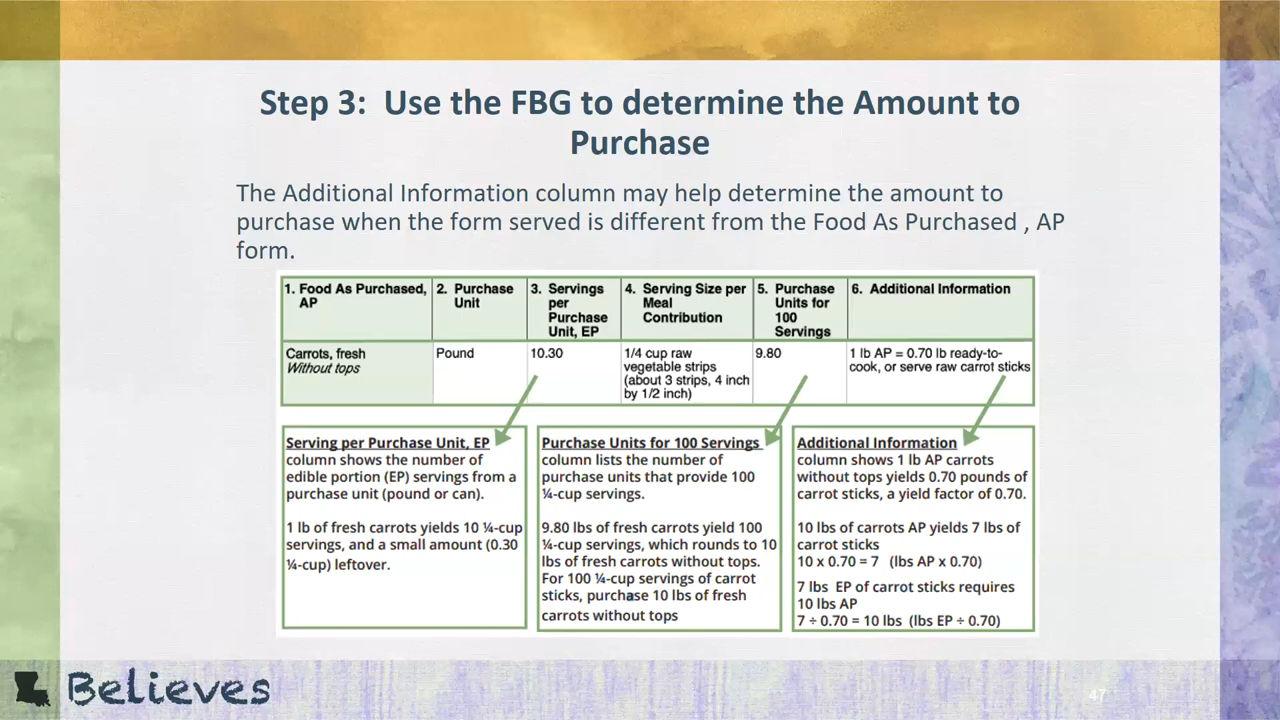 Step 3: Use the FBG to determine the Amount to
Purchase
The Additional Information column may help determine the amount to
purchase when the form served is different from the Food As Purchased , AP
form.
1. Food As Purchased,
AP
2. Purchase
Unit
3. Servings
per
Purchase
Unit, EP
4. Serving Size per
Meal
Contribution
5. Purchase
Units for
100
Servings
6. Additional Information
Carrots, fresh
Without tops
Pound
10.30
1/4 cup raw
vegetable strips
(about 3 strips, 4 inch
by 1/2 inch)
9.80
1 lb AP = 0.70 lb ready-to-
cook, or serve raw carrot sticks
Serving per Purchase Unit, EP
column shows the number of
edible portion (EP) servings from a
purchase unit (pound or can).
1 lb of fresh carrots yields 10 ¼-cup
servings, and a small amount (0.30
¼-cup) leftover.
Purchase Units for 100 Servings
column lists the number of
purchase units that provide 100
¼-cup servings.
9.80 lbs of fresh carrots yield 100
¼-cup servings, which rounds to 10
lbs of fresh carrots without tops.
For 100 ¼-cup servings of carrot
sticks, purchase 10 lbs of fresh
carrots without tops
Additional Information
column shows 1 lb AP carrots
without tops yields 0.70 pounds of
carrot sticks, a yield factor of 0.70.
10 lbs of carrots AP yields 7 lbs of
carrot sticks
10 x 0.70 = 7 (lbs AP x 0.70)
7 lbs EP of carrot sticks requires
10 lbs AP
7 ÷ 0.70 = 10 lbs (lbs EP ÷ 0.70)
Believes
47